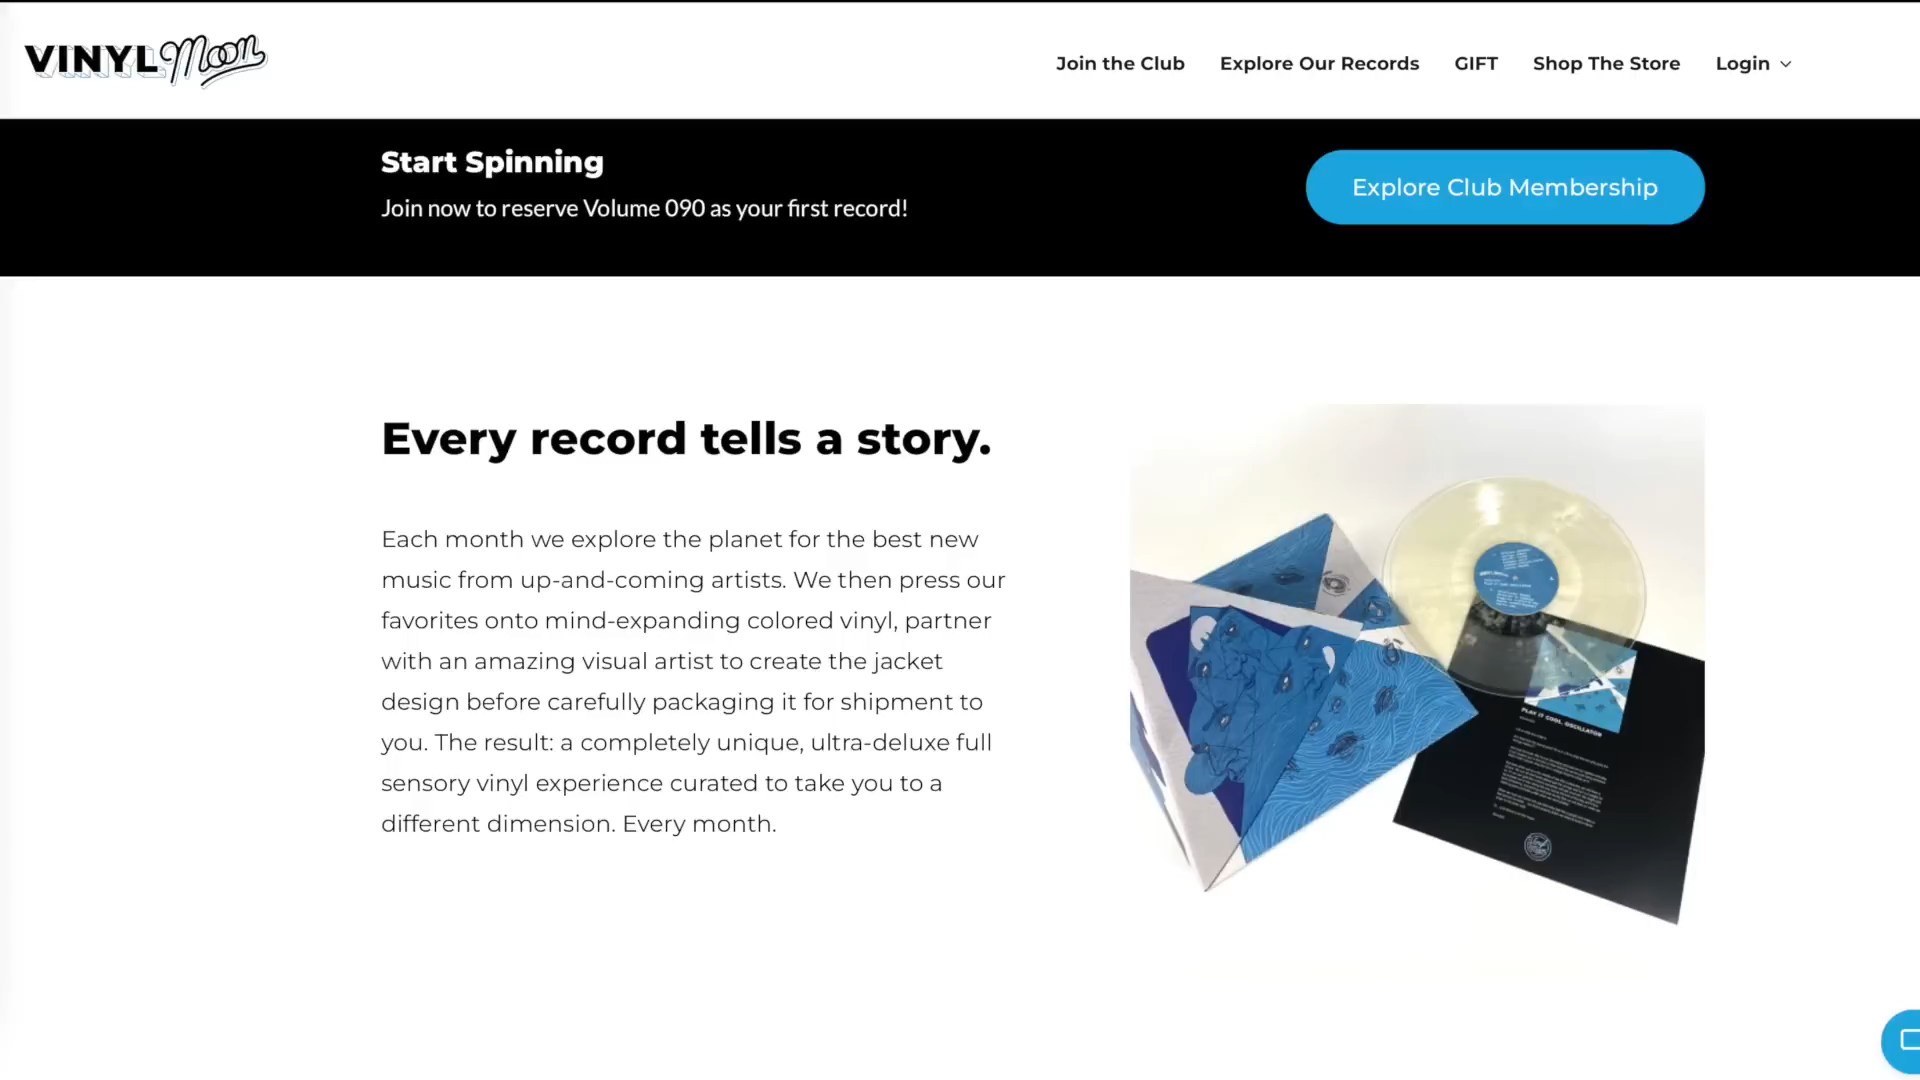 VINYL Moon
Join the Club
Explore Our Records
GIFT
Shop The Store
Login
Start Spinning
Join now to reserve Volume 090 as your first record!
Explore Club Membership
Every record tells a story.
Each month we explore the planet for the best new
music from up-and-coming artists. We then press our
favorites onto mind-expanding colored vinyl, partner
with an amazing visual artist to create the jacket
design before carefully packaging it for shipment to
you. The result: a completely unique, ultra-deluxe full
sensory vinyl experience curated to take you to a
different dimension. Every month.
PLAY IT COOL, OSCILLATOR